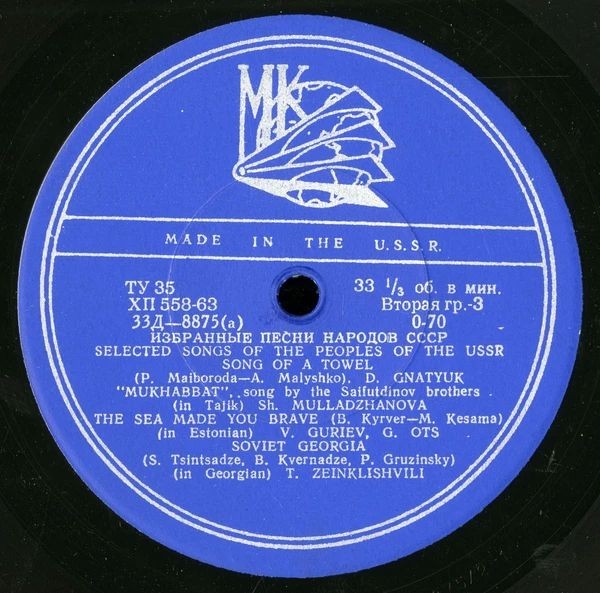 МК
MADE IN THE U.S.S.R.
ТУ 35 33 1/3 об. в мин.
ХП 558-63 Вторая гр.-3
33Д—8875(а) 0-70
ИЗБРАННЫЕ ПЕСНИ НАРОДОВ СССР
SELECTED SONGS OF THE PEOPLES OF THE USSR
SONG OF A TOWEL
(P. Maiboroda—A. Malyshko), D. GNATYUK
"MUKHABBAT", song by the Saifutdinov brothers
(in Tajik) Sh. MULLADZHANOVA
THE SEA MADE YOU BRAVE (B. Kyrver—M. Kesama)
(in Estonian) V. GURIEV, G. OTS
SOVIET GEORGIA
(S. Tsintsadze, B. Kvernadze, P. Gruzinsky)
(in Georgian) T. ZEINKLISHVILI